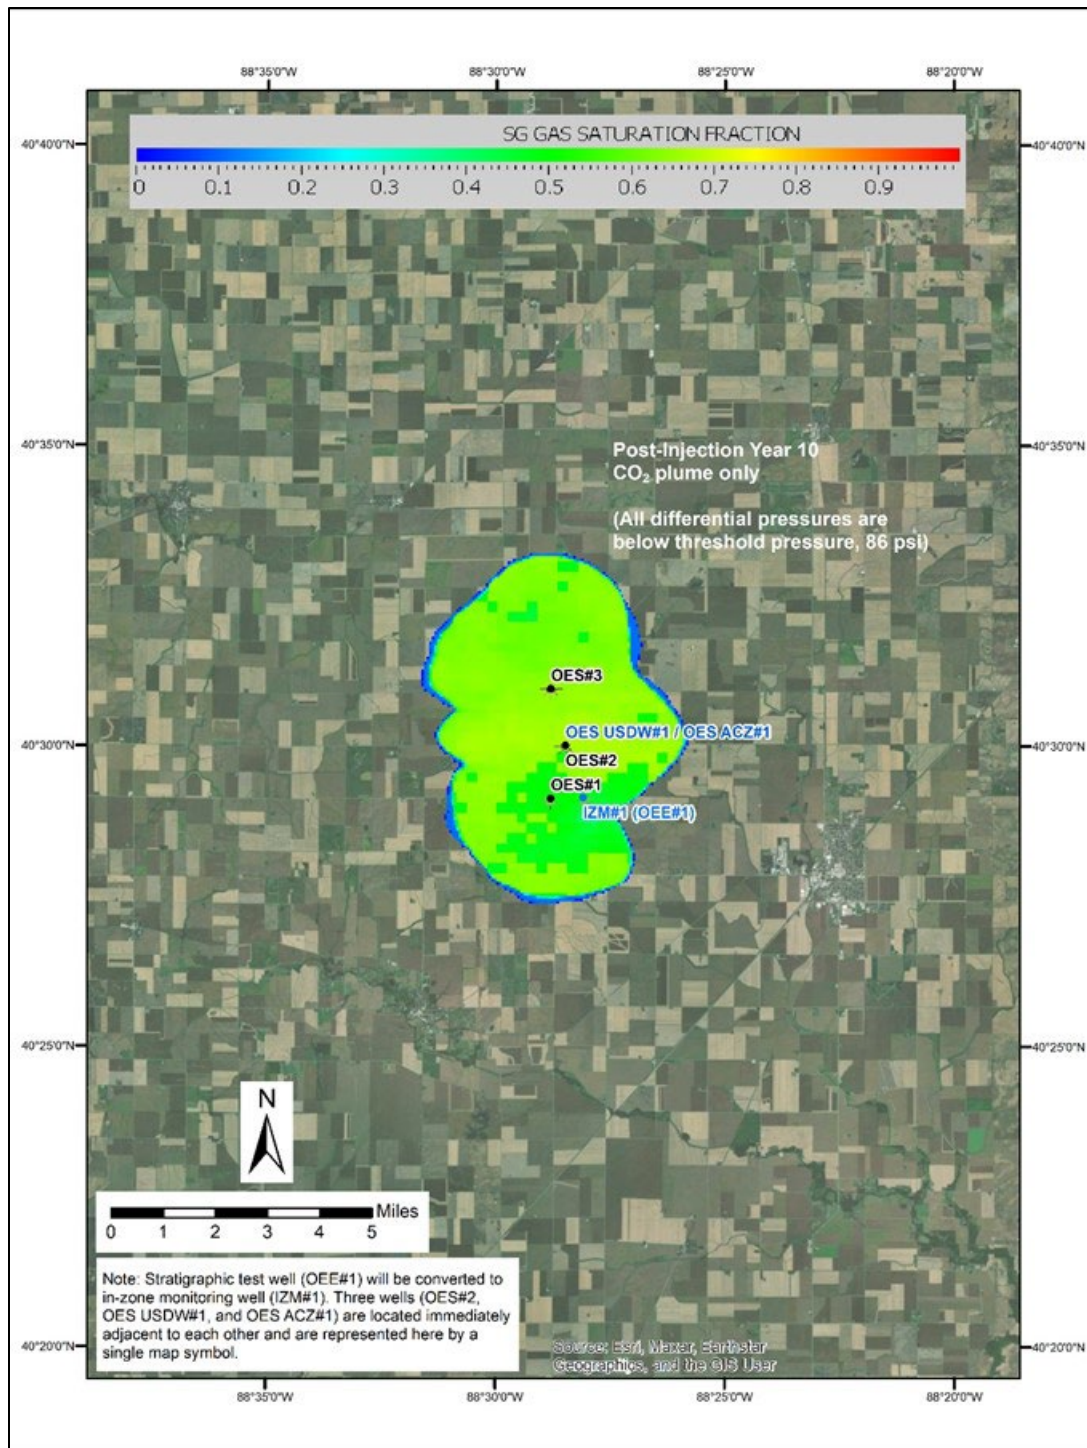 88°35'0"W 88°30'0"W 88°25'0"W 88°20'0"W
SG GAS SATURATION FRACTION
0 0.1 0.2 0.3 0.4 0.5 0.6 0.7 0.8 0.9
40°40'0"N 40°40'0"N
40°35'0"N 40°35'0"N
Post-Injection Year 10
CO₂ plume only
(All differential pressures are
below threshold pressure, 86 psi)
OES#3
OES USDW#1 / OES ACZ#1
40°30'0"N 40°30'0"N
OES#2
OES#1
IZM#1 (OEE#1)
40°25'0"N 40°25'0"N
N
Miles
0 1 2 3 4 5
Note: Stratigraphic test well (OEE#1) will be converted to
in-zone monitoring well (IZM#1). Three wells (OES#2,
OES USDW#1, and OES ACZ#1) are located immediately
adjacent to each other and are represented here by a
single map symbol.
40°20'0"N 40°20'0"N
Source: Esri, Maxar, Earthstar
Geographics, and the GIS User
88°35'0"W 88°30'0"W 88°25'0"W 88°20'0"W